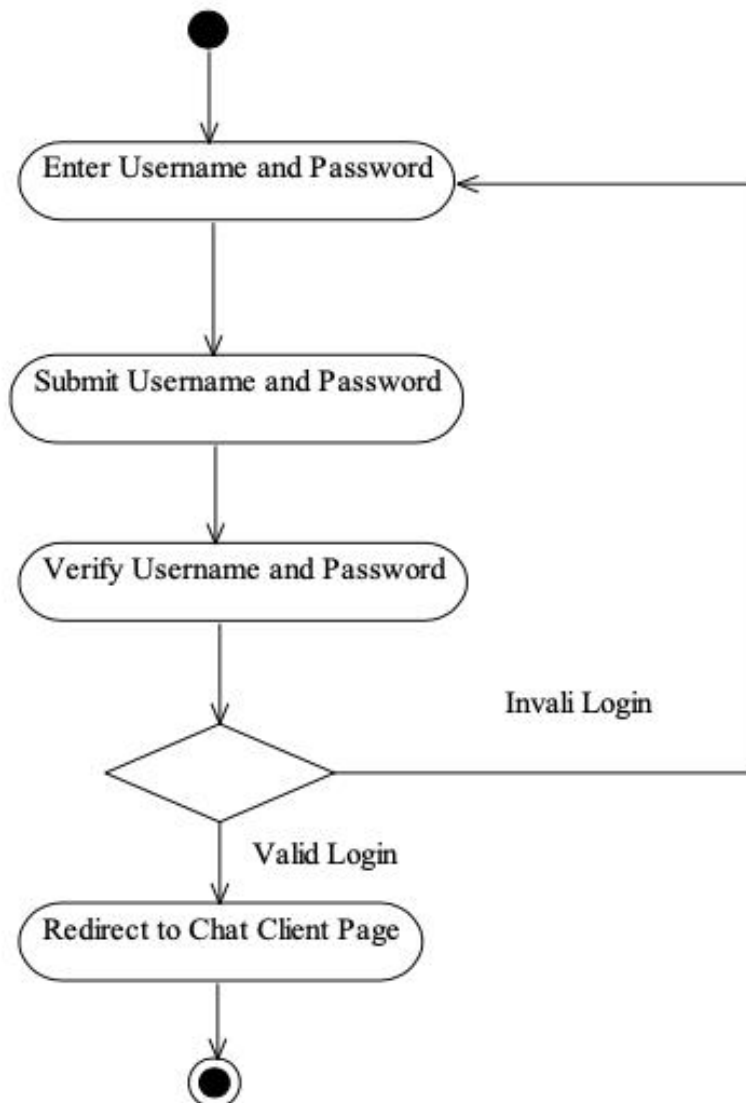 Enter Username and Password
Submit Username and Password
Verify Username and Password
Invali Login
Valid Login
Redirect to Chat Client Page